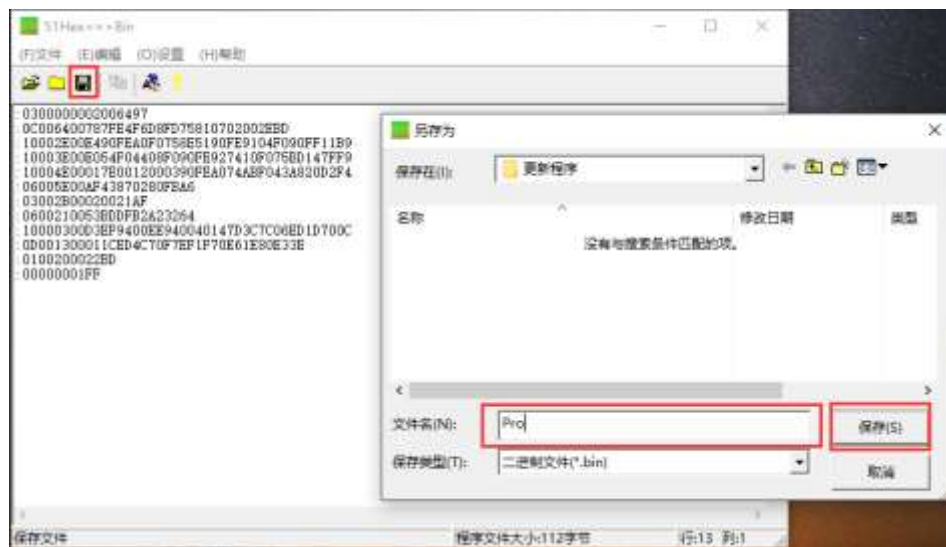 51Hex<-->Bin
(F)文件 (E)编辑 (O)设置 (H)帮助
:0300000002006497
:0C006400787FE4F6D8FD75810702002EBD
:10002E00E490FEA0F0758E5190FE9104F090FF11B9
:10003E00E054F04408F090FE927410F075BD147FF9
:10004E00017E0012000390FEA074ABF043A820D2F4
:06005E00AF43870280FBA6
:03002B00020021AF
:0600210053BDDFB2A23264
:10000300D3EF9400EE940040147D3C7C06ED1D700C
:0D001300011CED4C70F7EF1F70E61E80E33E
:0100200022BD
:00000001FF
另存为
保存在(I):
更新程序
名称
修改日期
类型
没有与搜索条件匹配的项。
文件名(N):
Pro
保存(S)
保存类型(T):
二进制文件(*.bin)
取消
保存文件
程序文件大小:112字节
行:13 列:1